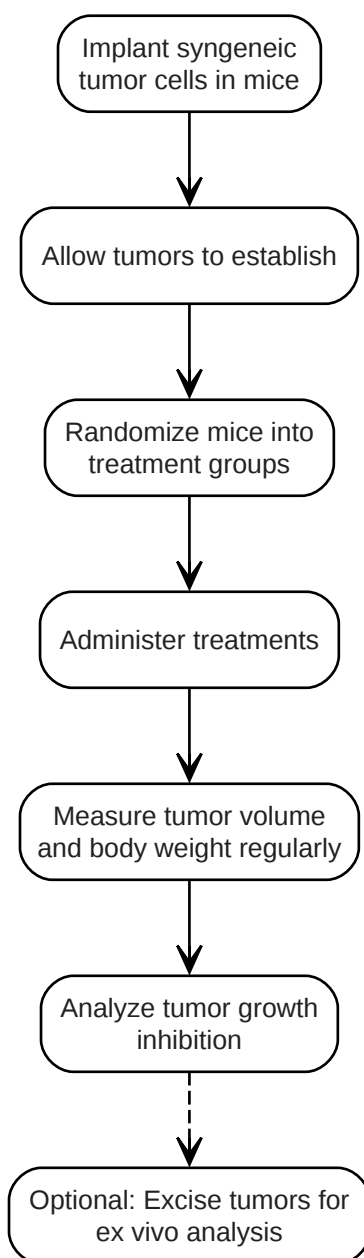 Implant syngeneic
tumor cells in mice
Allow tumors to establish
Randomize mice into
treatment groups
Administer treatments
Measure tumor volume
and body weight regularly
Analyze tumor growth
inhibition
Optional: Excise tumors for
ex vivo analysis